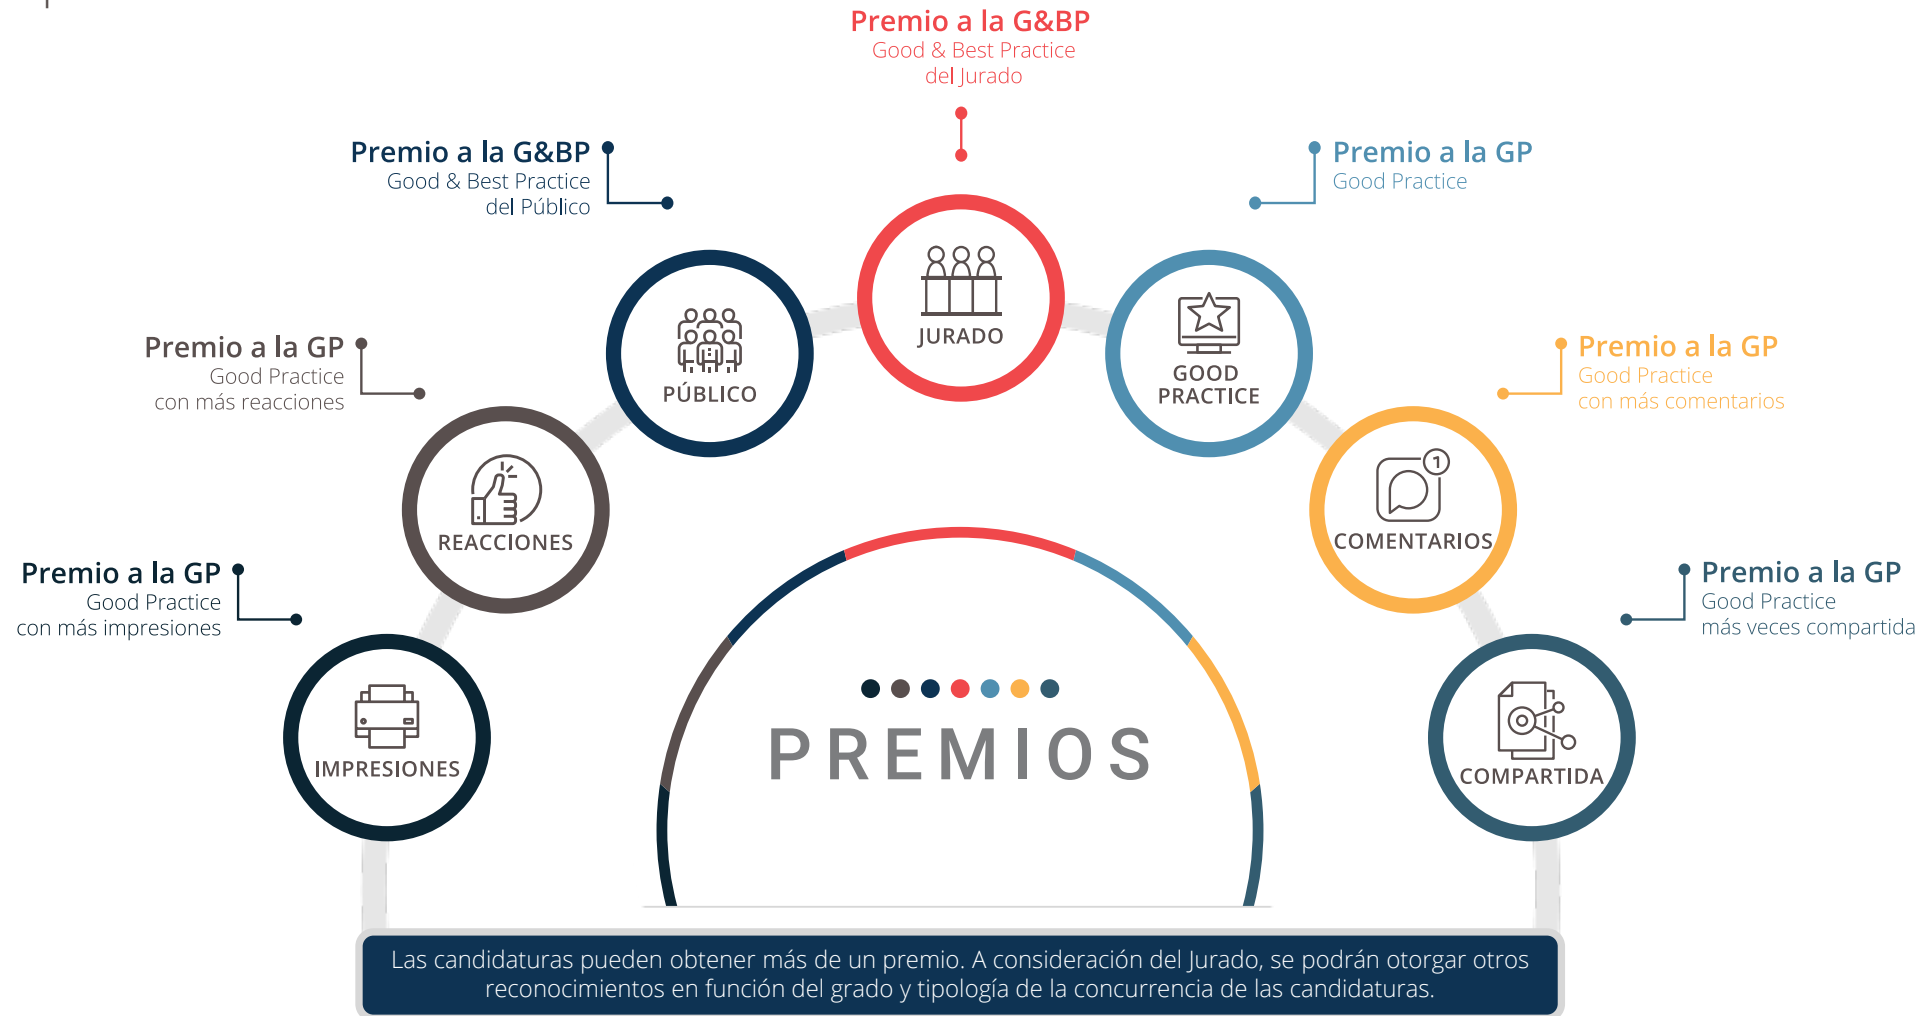 Premio a la G&BP
Good & Best Practice
del Jurado
Premio a la G&BP
Good & Best Practice
del Público
Premio a la GP
Good Practice
Premio a la GP
Good Practice
con más reacciones
Premio a la GP
Good Practice
con más comentarios
Premio a la GP
Good Practice
con más impresiones
Premio a la GP
Good Practice
más veces compartida
JURADO
PÚBLICO
GOOD
PRACTICE
REACCIONES
1
COMENTARIOS
IMPRESIONES
COMPARTIDA
PREMIOS
Las candidaturas pueden obtener más de un premio. A consideración del Jurado, se podrán otorgar otros
reconocimientos en función del grado y tipología de la concurrencia de las candidaturas.